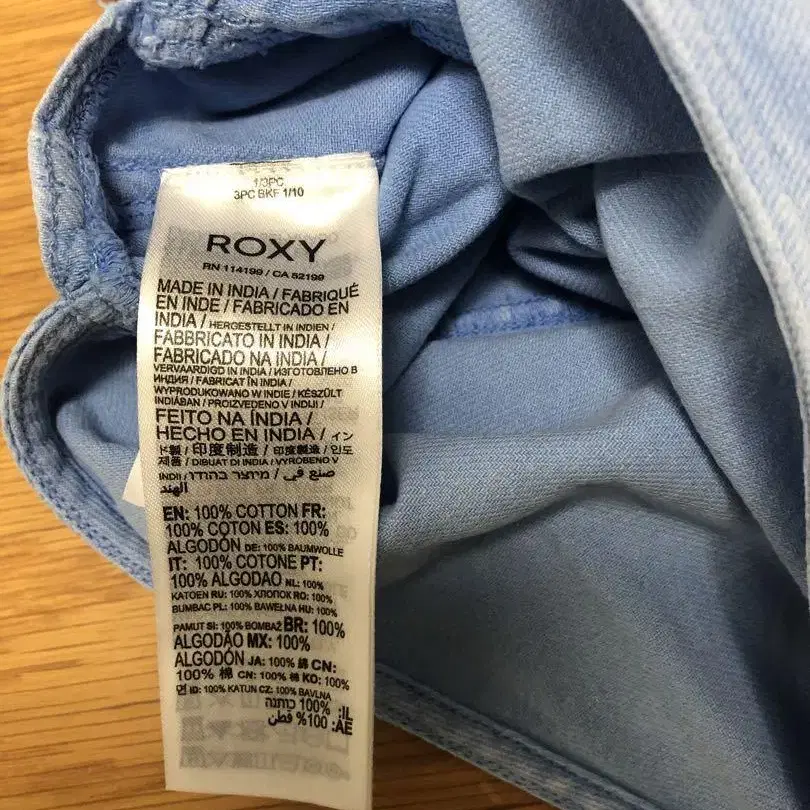 1/3PC
3PC BKF 1/10
ROXY
RN 114199 / CA 52199
MADE IN INDIA / FABRIQUÉ
EN INDE / FABRICADO EN
INDIA / HERGESTELLT IN INDIEN /
FABBRICATO IN INDIA /
FABRICADO NA INDIA /
VERVAARDIGD IN INDIA / ИЗГОТОВЛЕНО В
ИНДИЯ / FABRICAT ÎN INDIA /
WYPRODUKOWANO W INDIE / KÉSZÜLT
INDIÁBAN / PROIZVEDENO V INDIJI /
FEITO NA ÍNDIA /
HECHO EN INDIA / イン
ド製 / 印度制造 / 印度製造 / 인도
제품 / DIBUAT DI INDIA / VYROBENO V
INDII / صنع في / מיוצר בהודו
الهند
EN: 100% COTTON FR:
100% COTON ES: 100%
ALGODÓN DE: 100% BAUMWOLLE
IT: 100% COTONE PT:
100% ALGODAO NL: 100%
KATOEN RU: 100% ХЛОПОК RO: 100%
BUMBAC PL: 100% BAWEŁNA HU: 100%
PAMUT SI: 100% BOMBAŽ BR: 100%
ALGODÃO MX: 100%
ALGODÓN JA: 100% 綿 CN:
100% 棉 CN: 100% 棉 KO: 100%
면 ID: 100% KATUN CZ: 100% BAVLNA
IL: 100% כותנה
AE: 100% قطن